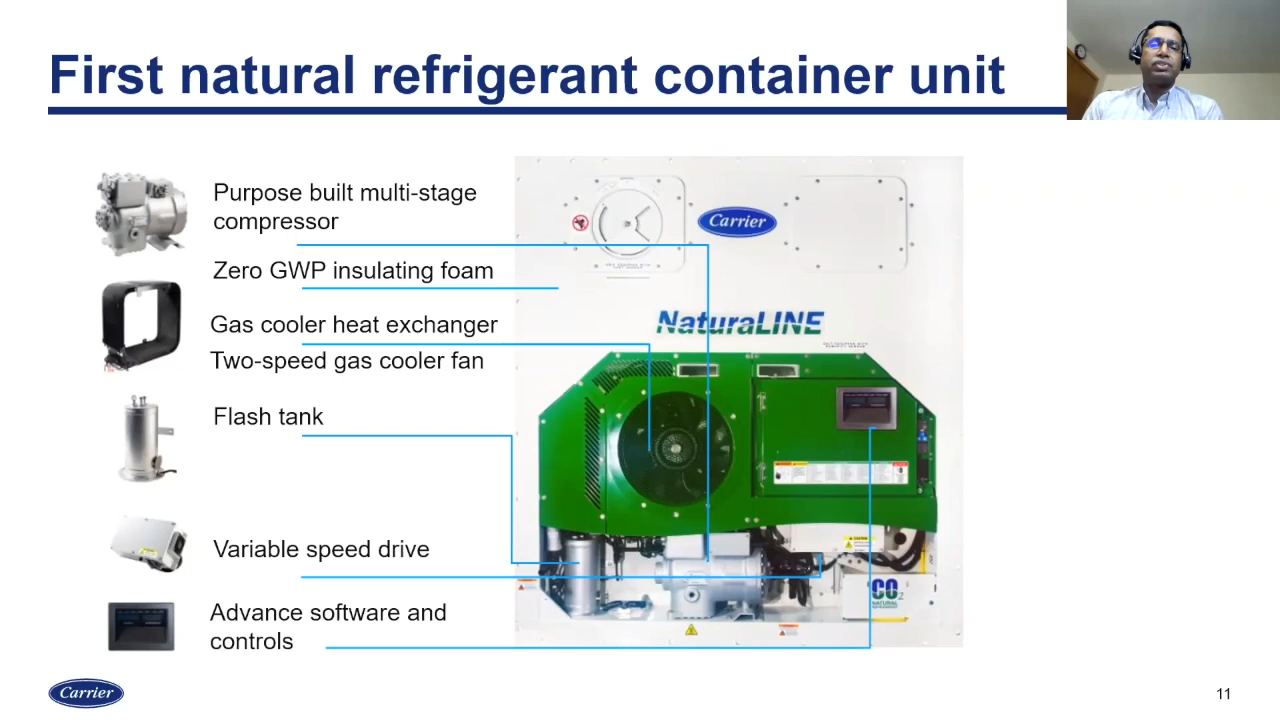 First natural refrigerant container unit
Purpose built multi-stage
compressor
Zero GWP insulating foam
Gas cooler heat exchanger
Two-speed gas cooler fan
Flash tank
Variable speed drive
Advance software and
controls
Carrier
NaturaLINE
CO2
NATURAL
REFRIGERANT
Carrier
11